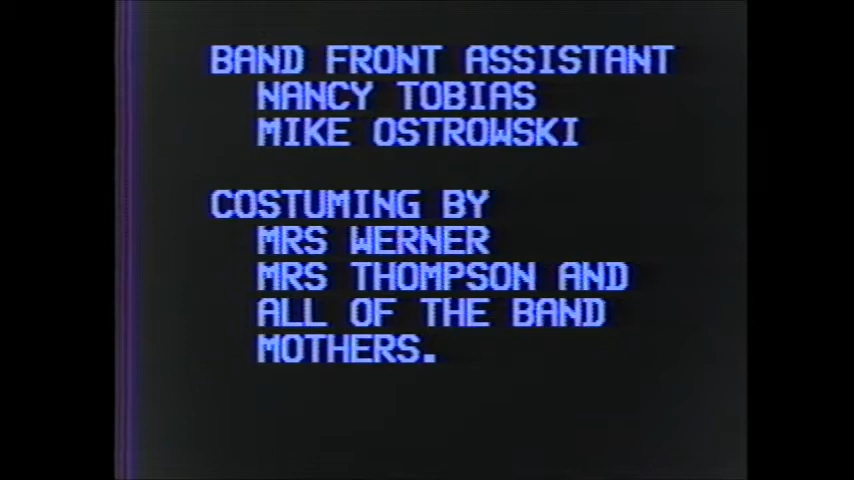 BAND FRONT ASSISTANT
NANCY TOBIAS
MIKE OSTROWSKI
COSTUMING BY
MRS WERNER
MRS THOMPSON AND
ALL OF THE BAND
MOTHERS.